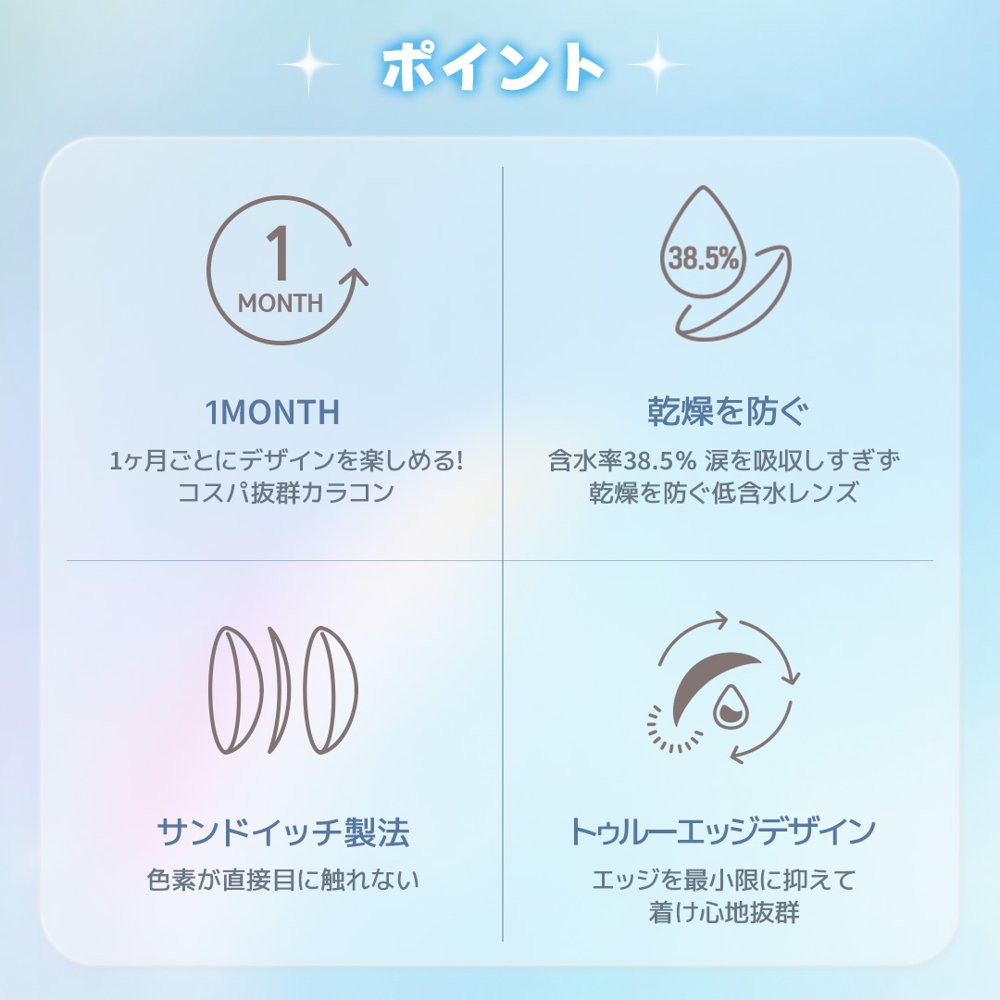 ポイント
1
MONTH
38.5%
1MONTH
1ヶ月ごとにデザインを楽しめる!
コスパ抜群カラコン
乾燥を防ぐ
含水率38.5% 涙を吸収しすぎず
乾燥を防ぐ低含水レンズ
サンドイッチ製法
色素が直接目に触れない
トゥルーエッジデザイン
エッジを最小限に抑えて
着け心地抜群